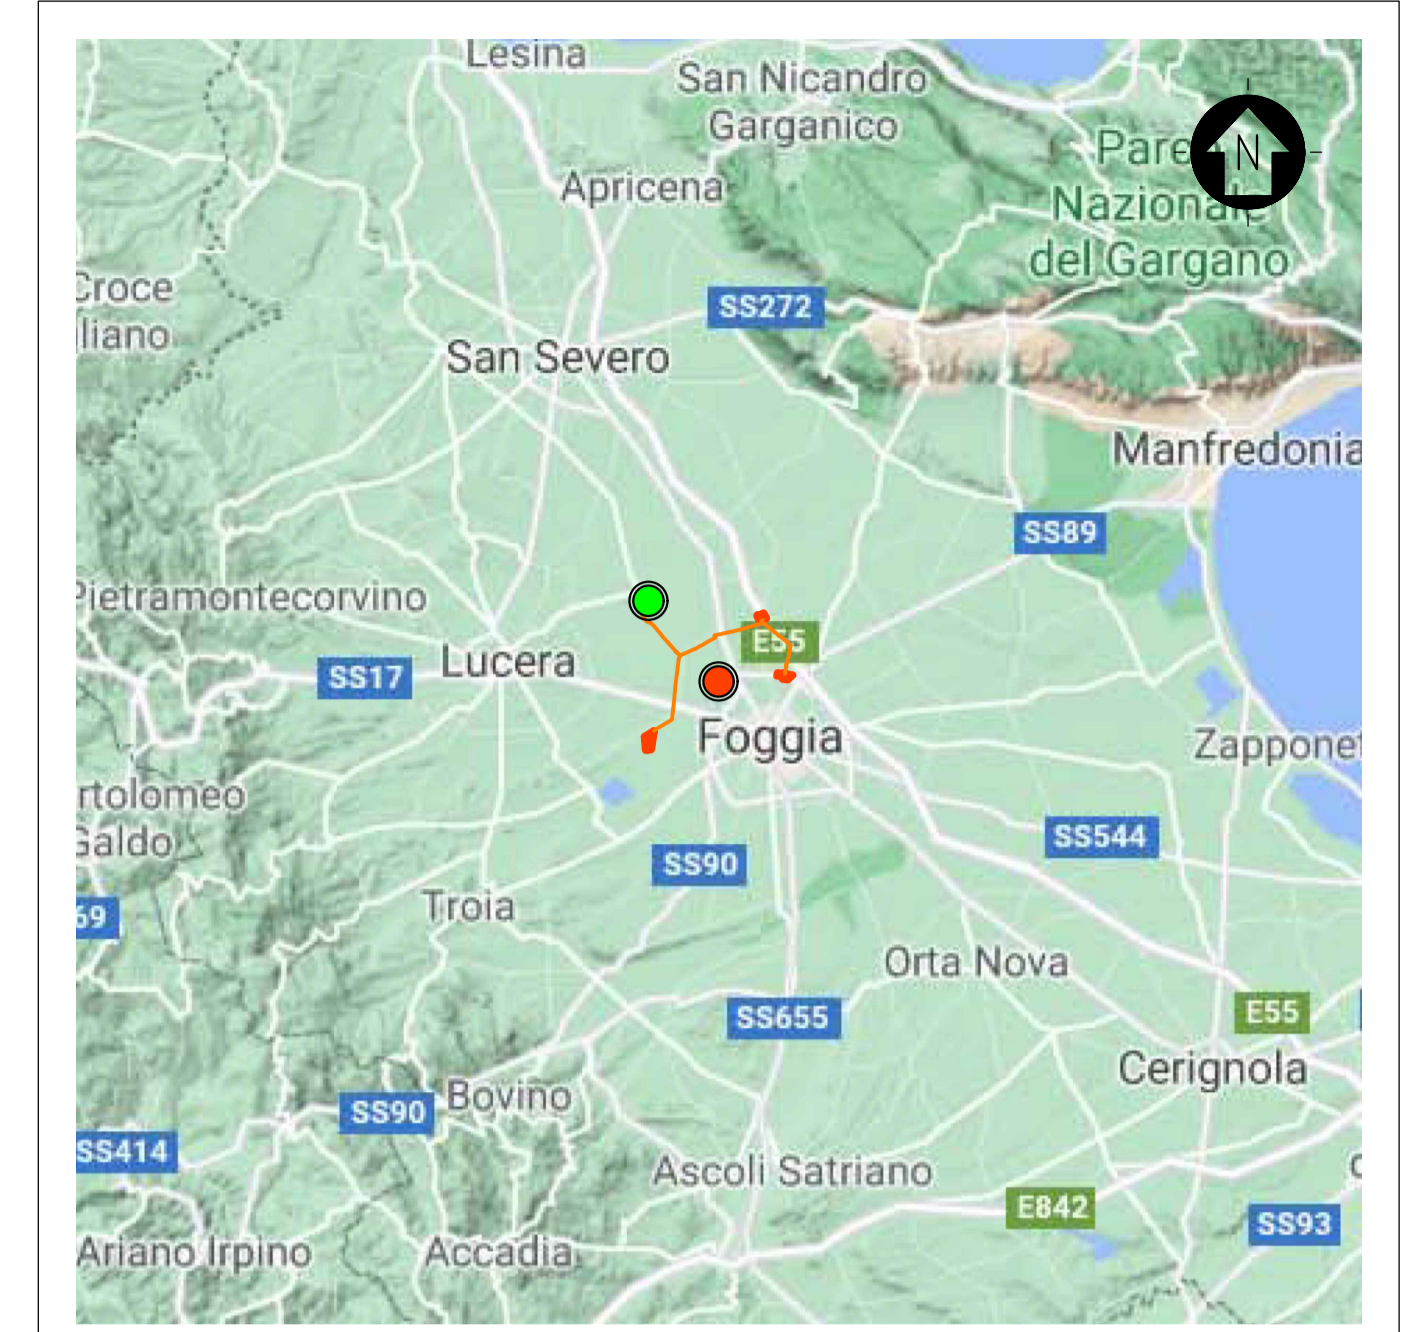 Lesina
San Nicandro
Garganico
N
Nazionale
del Gargano
Apricena
Croce
liano
SS272
San Severo
Manfredonia
SS89
Pietramontecorvino
E55
Lucera
SS17
Foggia
Zapponet
rtolomeo
Galdo
SS544
SS90
Troia
69
Orta Nova
SS655
E55
Cerignola
SS90
Bovino
SS414
Ascoli Satriano
E842
SS93
Ariano Irpino
Accadia